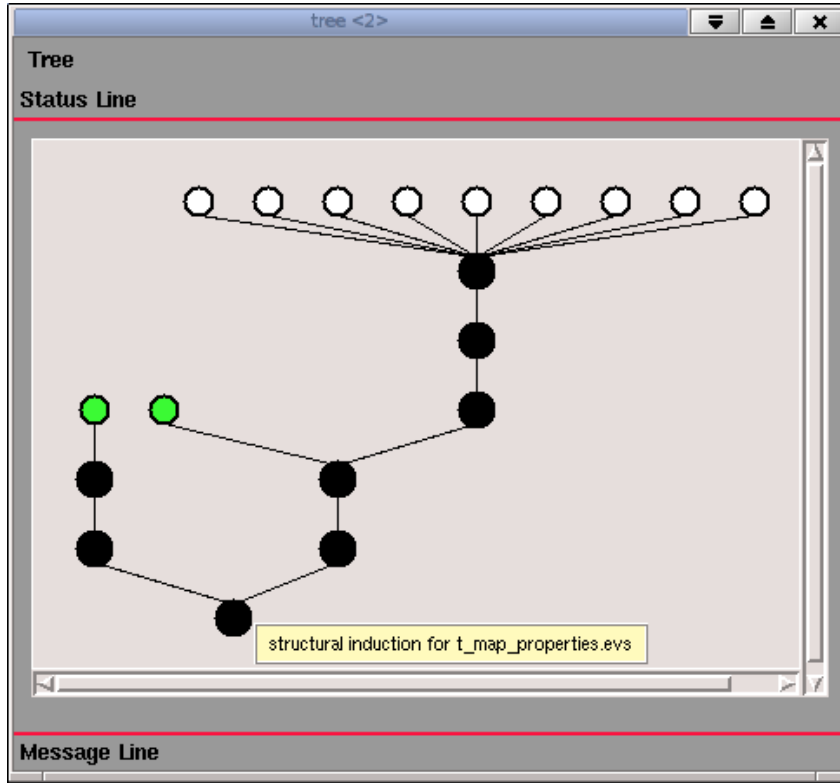 tree <2>
Tree
Status Line
structural induction for t_map_properties.evs
Message Line